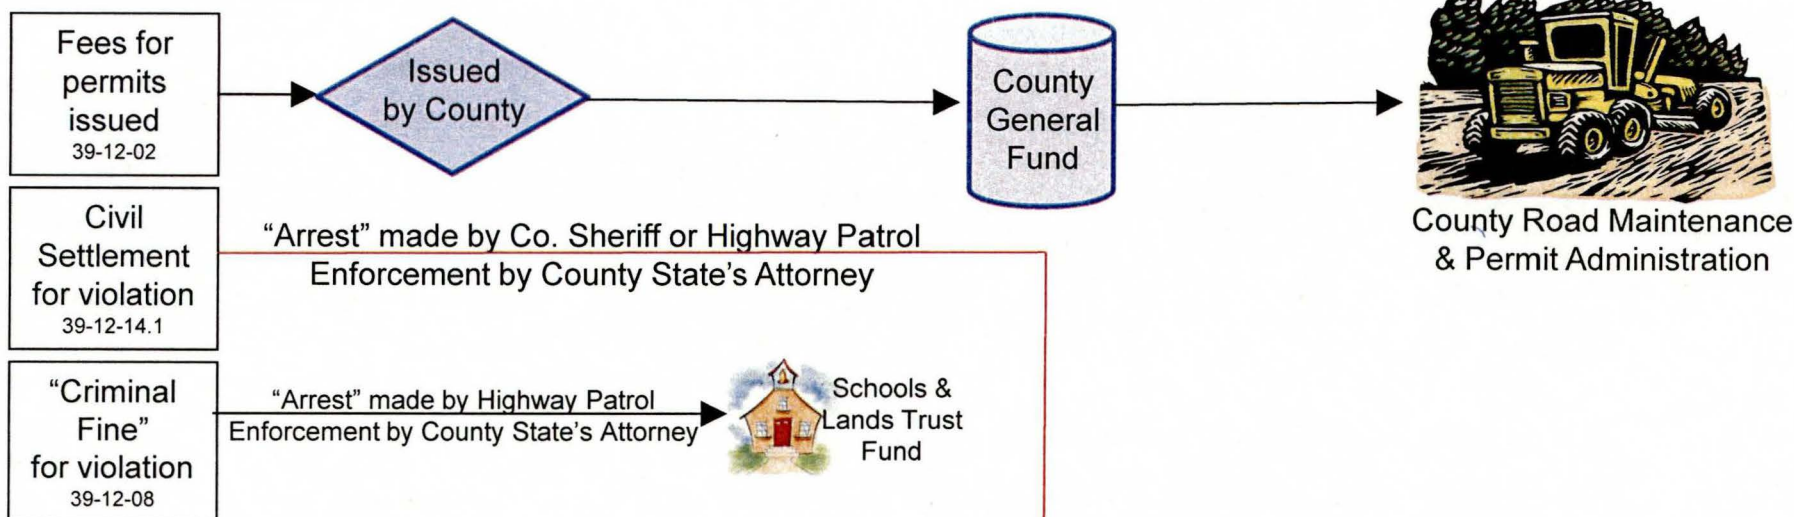 Fees for
permits
issued
39-12-02
Issued
by County
County
General
Fund
County Road Maintenance
& Permit Administration
Civil
Settlement
for violation
39-12-14.1
“Arrest” made by Co. Sheriff or Highway Patrol
Enforcement by County State’s Attorney
“Criminal
Fine”
for violation
39-12-08
“Arrest” made by Highway Patrol
Enforcement by County State’s Attorney
Schools &
Lands Trust
Fund